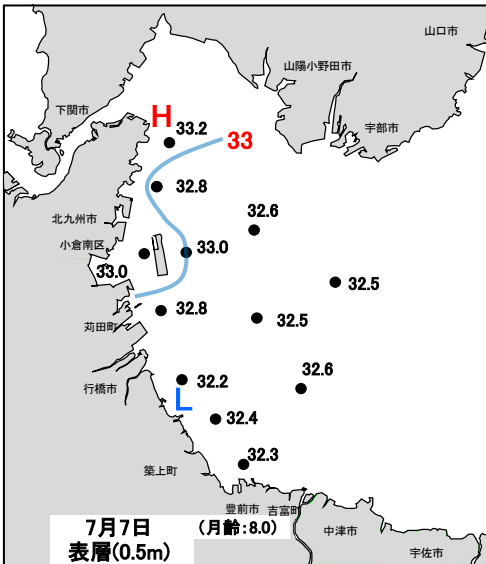 山口市
山陽小野田市
下関市
宇部市
H
33.2
33
32.8
北九州市
32.6
小倉南区
33.0
33.0
32.5
32.8
苅田町
32.5
行橋市
32.2
32.6
L
32.4
築上町
32.3
豊前市
吉富町
7月7日 (月齢:8.0)
表層(0.5m)
中津市
宇佐市